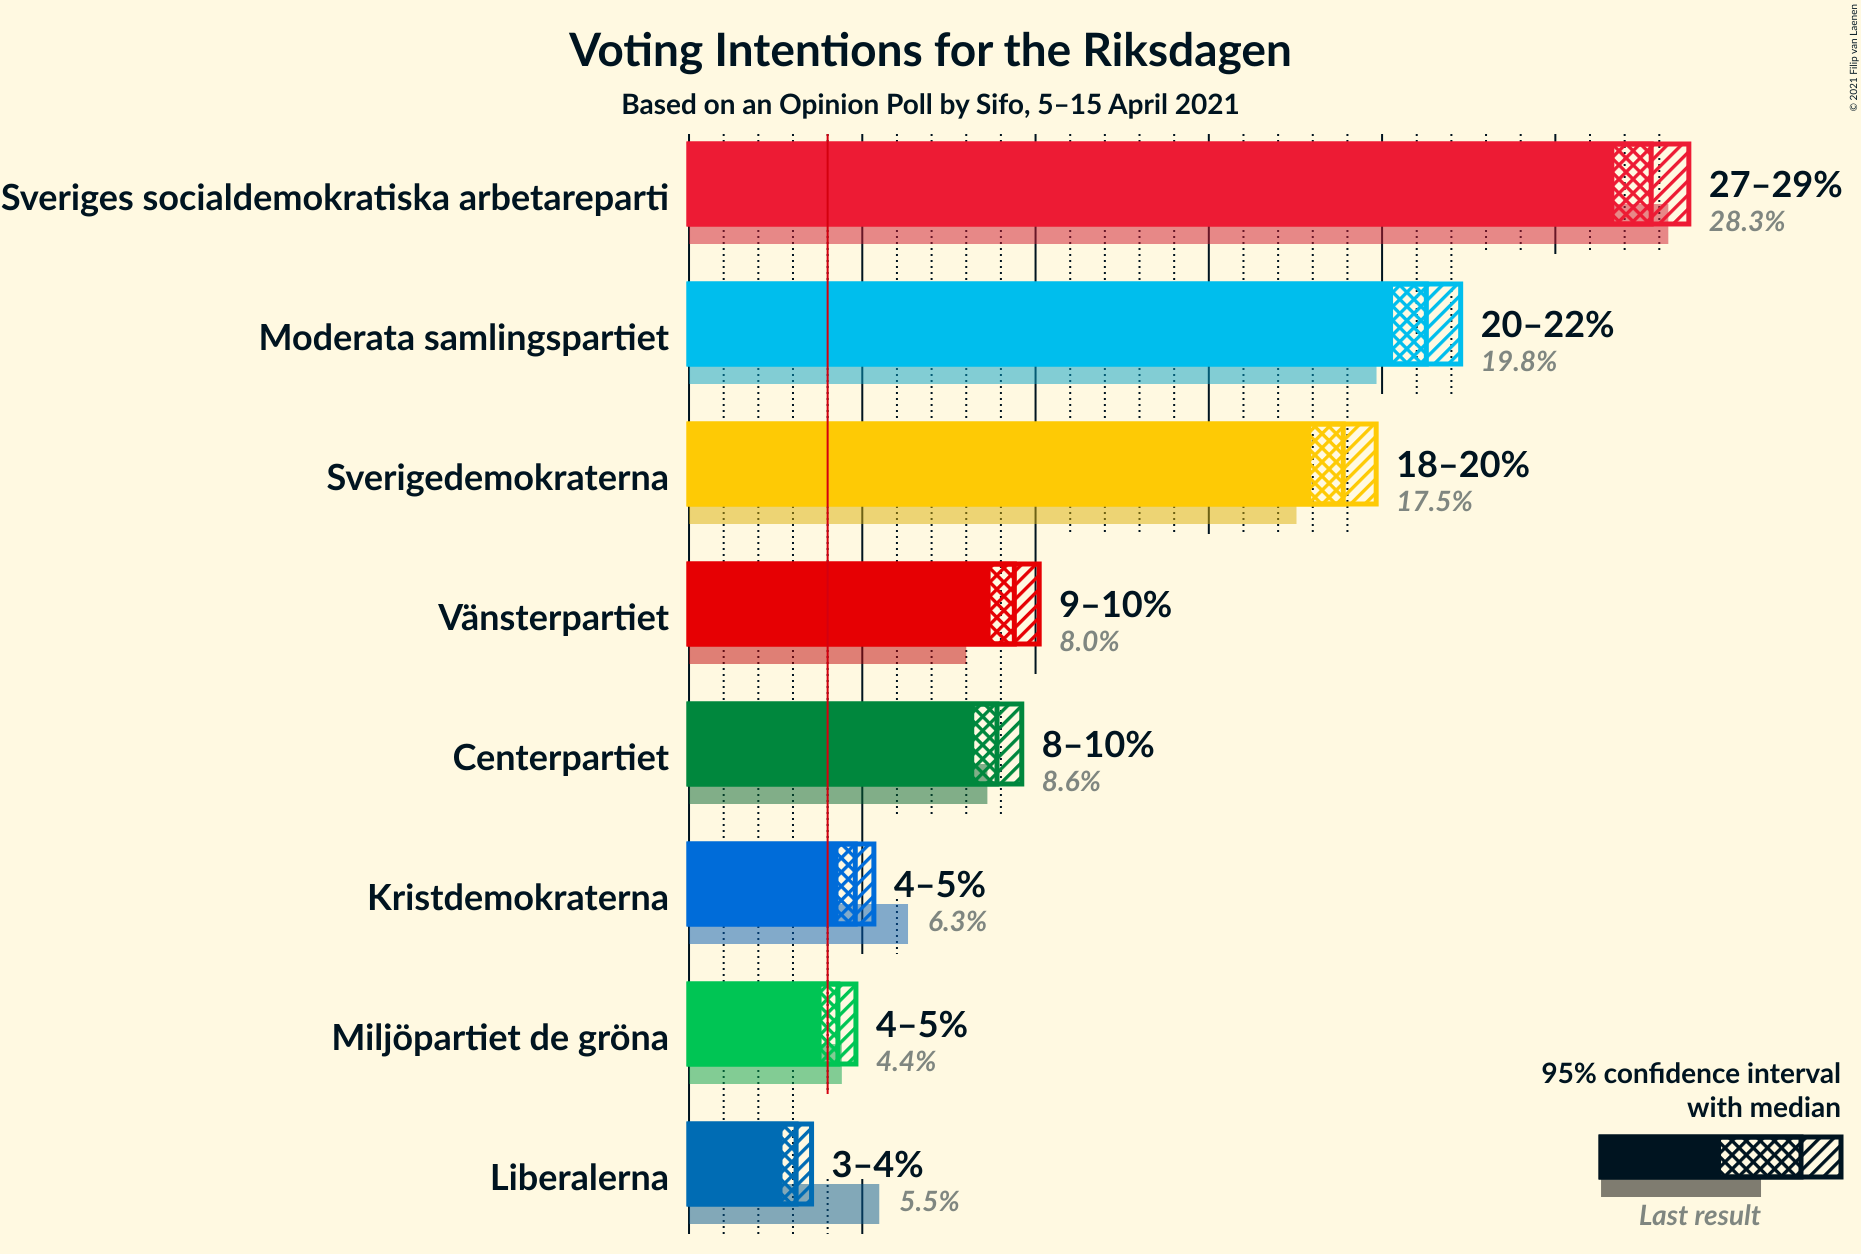 Voting Intentions for the Riksdagen
Based on an Opinion Poll by Sifo, 5–15 April 2021
© 2021 Filip van Laenen
Sveriges socialdemokratiska arbetareparti
27–29%
28.3%
Moderata samlingspartiet
20–22%
19.8%
Sverigedemokraterna
18–20%
17.5%
Vänsterpartiet
9–10%
8.0%
Centerpartiet
8–10%
8.6%
Kristdemokraterna
4–5%
6.3%
Miljöpartiet de gröna
4–5%
4.4%
Liberalerna
3–4%
5.5%
95% confidence interval
with median
Last result